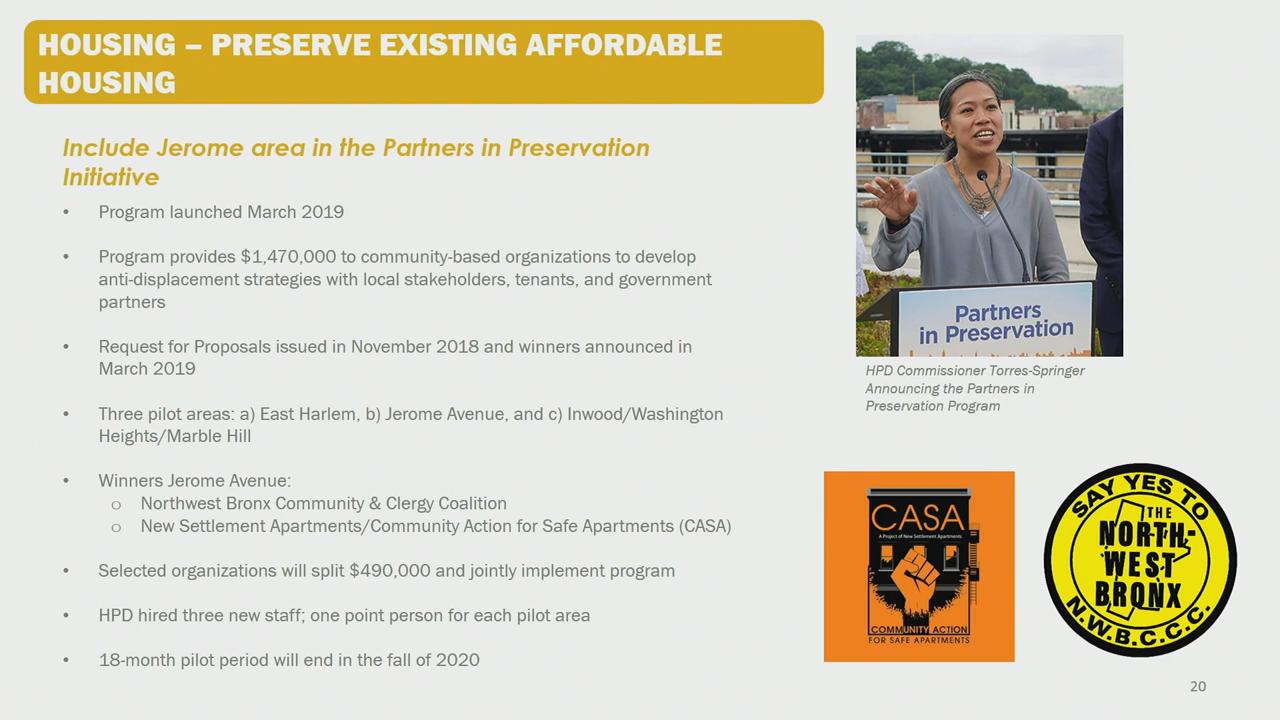 HOUSING – PRESERVE EXISTING AFFORDABLE
HOUSING
Include Jerome area in the Partners in Preservation
Initiative
• Program launched March 2019
• Program provides $1,470,000 to community-based organizations to develop
anti-displacement strategies with local stakeholders, tenants, and government
partners
• Request for Proposals issued in November 2018 and winners announced in
March 2019
• Three pilot areas: a) East Harlem, b) Jerome Avenue, and c) Inwood/Washington
Heights/Marble Hill
• Winners Jerome Avenue:
o Northwest Bronx Community & Clergy Coalition
o New Settlement Apartments/Community Action for Safe Apartments (CASA)
• Selected organizations will split $490,000 and jointly implement program
• HPD hired three new staff; one point person for each pilot area
• 18-month pilot period will end in the fall of 2020
Partners
in Preservation
HPD Commissioner Torres-Springer
Announcing the Partners in
Preservation Program
CASA
A Project of New Settlement Apartments
COMMUNITY ACTION
FOR SAFE APARTMENTS
SAY YES TO
THE
NORTH-
WEST
BRONX
N.W.B.C.C.C.
20